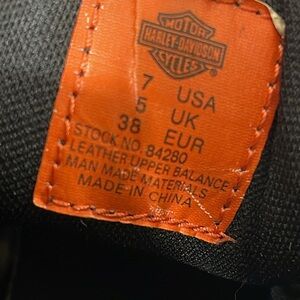 MOTOR
HARLEY-DAVIDSON
CYCLES
7 USA
5 UK
38 EUR
STOCK NO. 84280
LEATHER UPPER BALANCE
MAN MADE MATERIALS
MADE IN CHINA